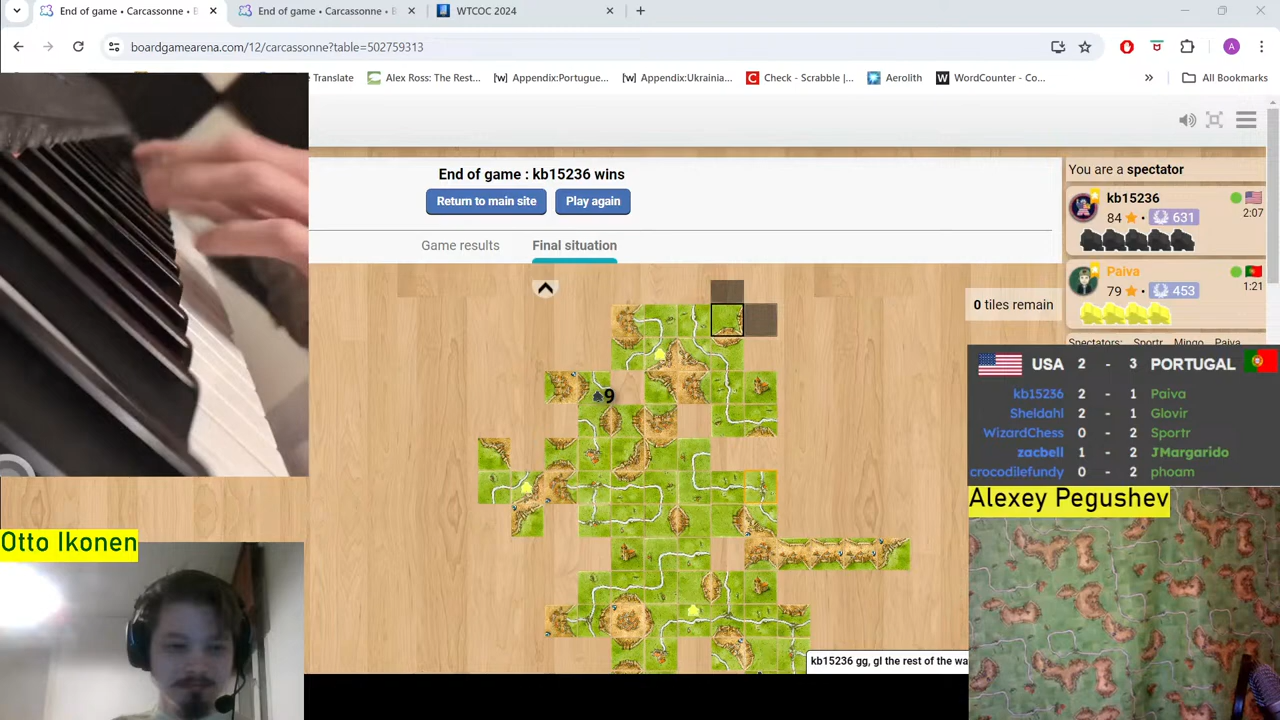 End of game • Carcassonne • B
End of game • Carcassonne • B
WTCOC 2024
boardgamearena.com/12/carcassonne?table=502759313
Translate
Alex Ross: The Rest...
Appendix:Portugue...
Appendix:Ukrainia...
Check - Scrabble |...
Aerolith
WordCounter - Co...
All Bookmarks
End of game : kb15236 wins
Return to main site
Play again
Game results
Final situation
You are a spectator
kb15236
84 • 631
2:07
Paiva
79 • 453
1:21
0 tiles remain
Spectators: Sportr, Mingo, Paiva
9
USA 2 - 3 PORTUGAL
kb15236 2 - 1 Paiva
Sheldahl 2 - 1 Glovir
WizardChess 0 - 2 Sportr
zacbell 1 - 2 JMargarido
crocodilefundy 0 - 2 phoam
Alexey Pegushev
Otto Ikonen
kb15236 gg, gl the rest of the wa